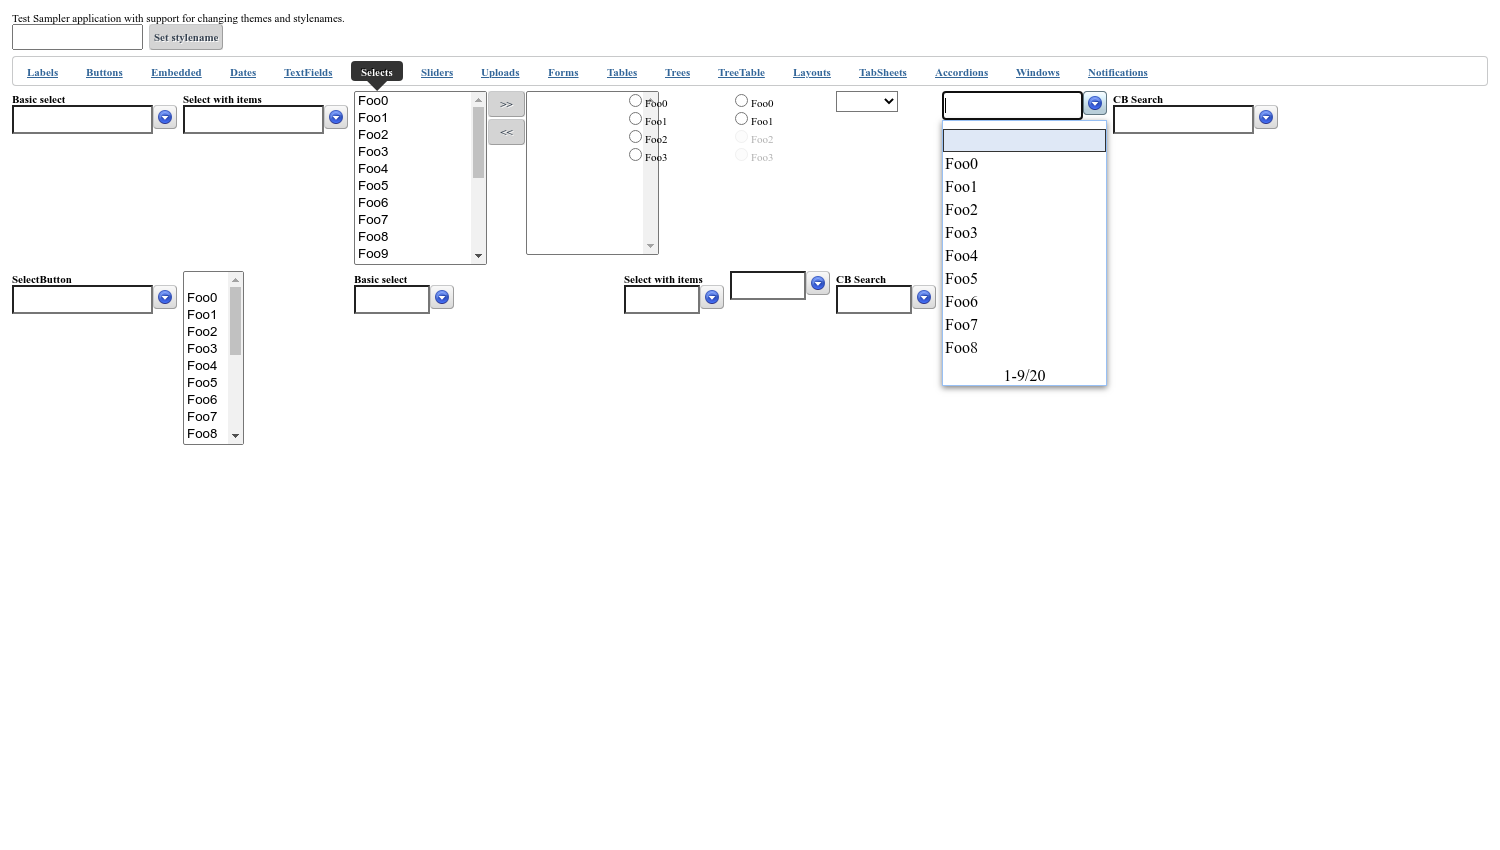 Test Sampler application with support for changing themes and stylenames.
Set stylename
Labels Buttons Embedded Dates TextFields Selects Sliders Uploads Forms Tables Trees TreeTable Layouts TabSheets Accordions Windows Notifications
Basic select
Select with items
Foo0
Foo1
Foo2
Foo3
Foo4
Foo5
Foo6
Foo7
Foo8
Foo9
>>
<<
Foo0
Foo1
Foo2
Foo3
Foo0
Foo1
Foo2
Foo3
Foo0
Foo1
Foo2
Foo3
Foo4
Foo5
Foo6
Foo7
Foo8
1-9/20
CB Search
SelectButton
Foo0
Foo1
Foo2
Foo3
Foo4
Foo5
Foo6
Foo7
Foo8
Basic select
Select with items
CB Search